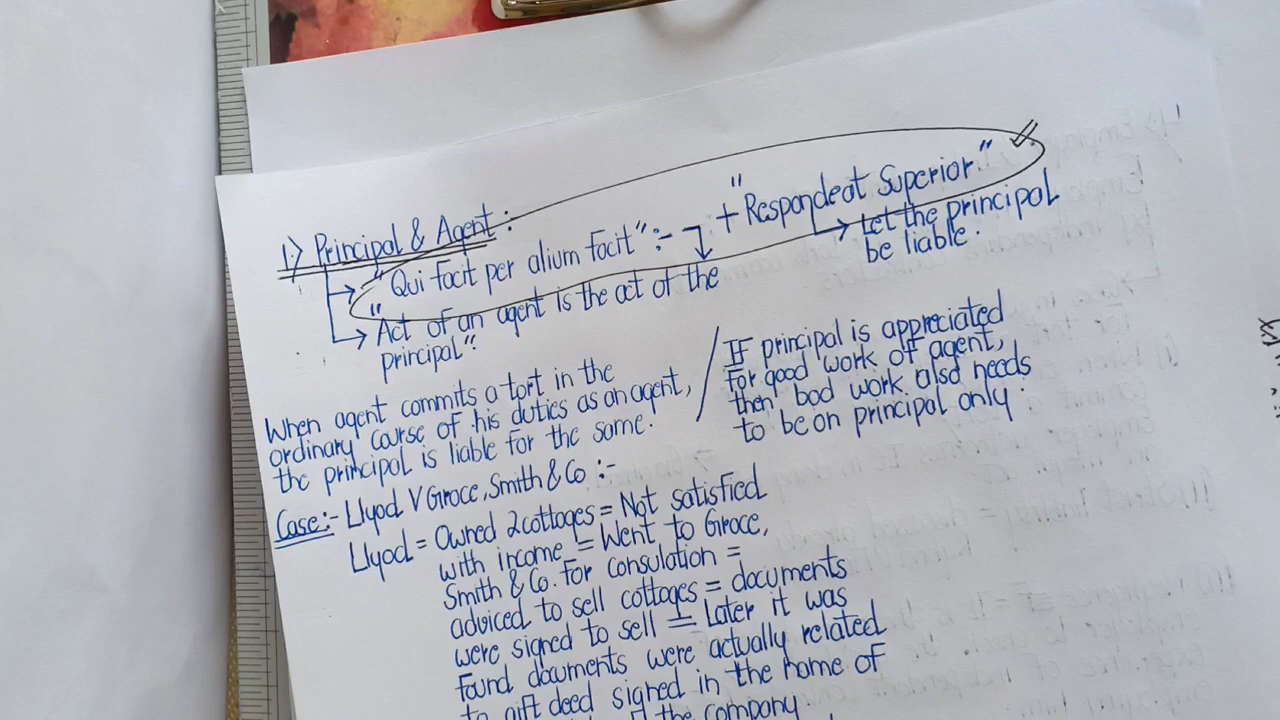 1.) Principal & Agent :
"Qui facit per alium facit" :- + "Respondeat Superior."
Let the principal
be liable.
"Act of an agent is the act of the
principal".
When agent commits a tort in the
ordinary course of his duties as an agent,
the principal is liable for the same.
If principal is appreciated
for good work of agent,
then bad work also needs
to be on principal only.
Case:- Llyod V Grace, Smith & Co :-
Llyod = Owned 2 cottages = Not satisfied
with income = Went to Grace,
Smith & Co. for consulation =
adviced to sell cottages = documents
were signed to sell = Later it was
found documents were actually related
to gift deed signed in the name of
the company